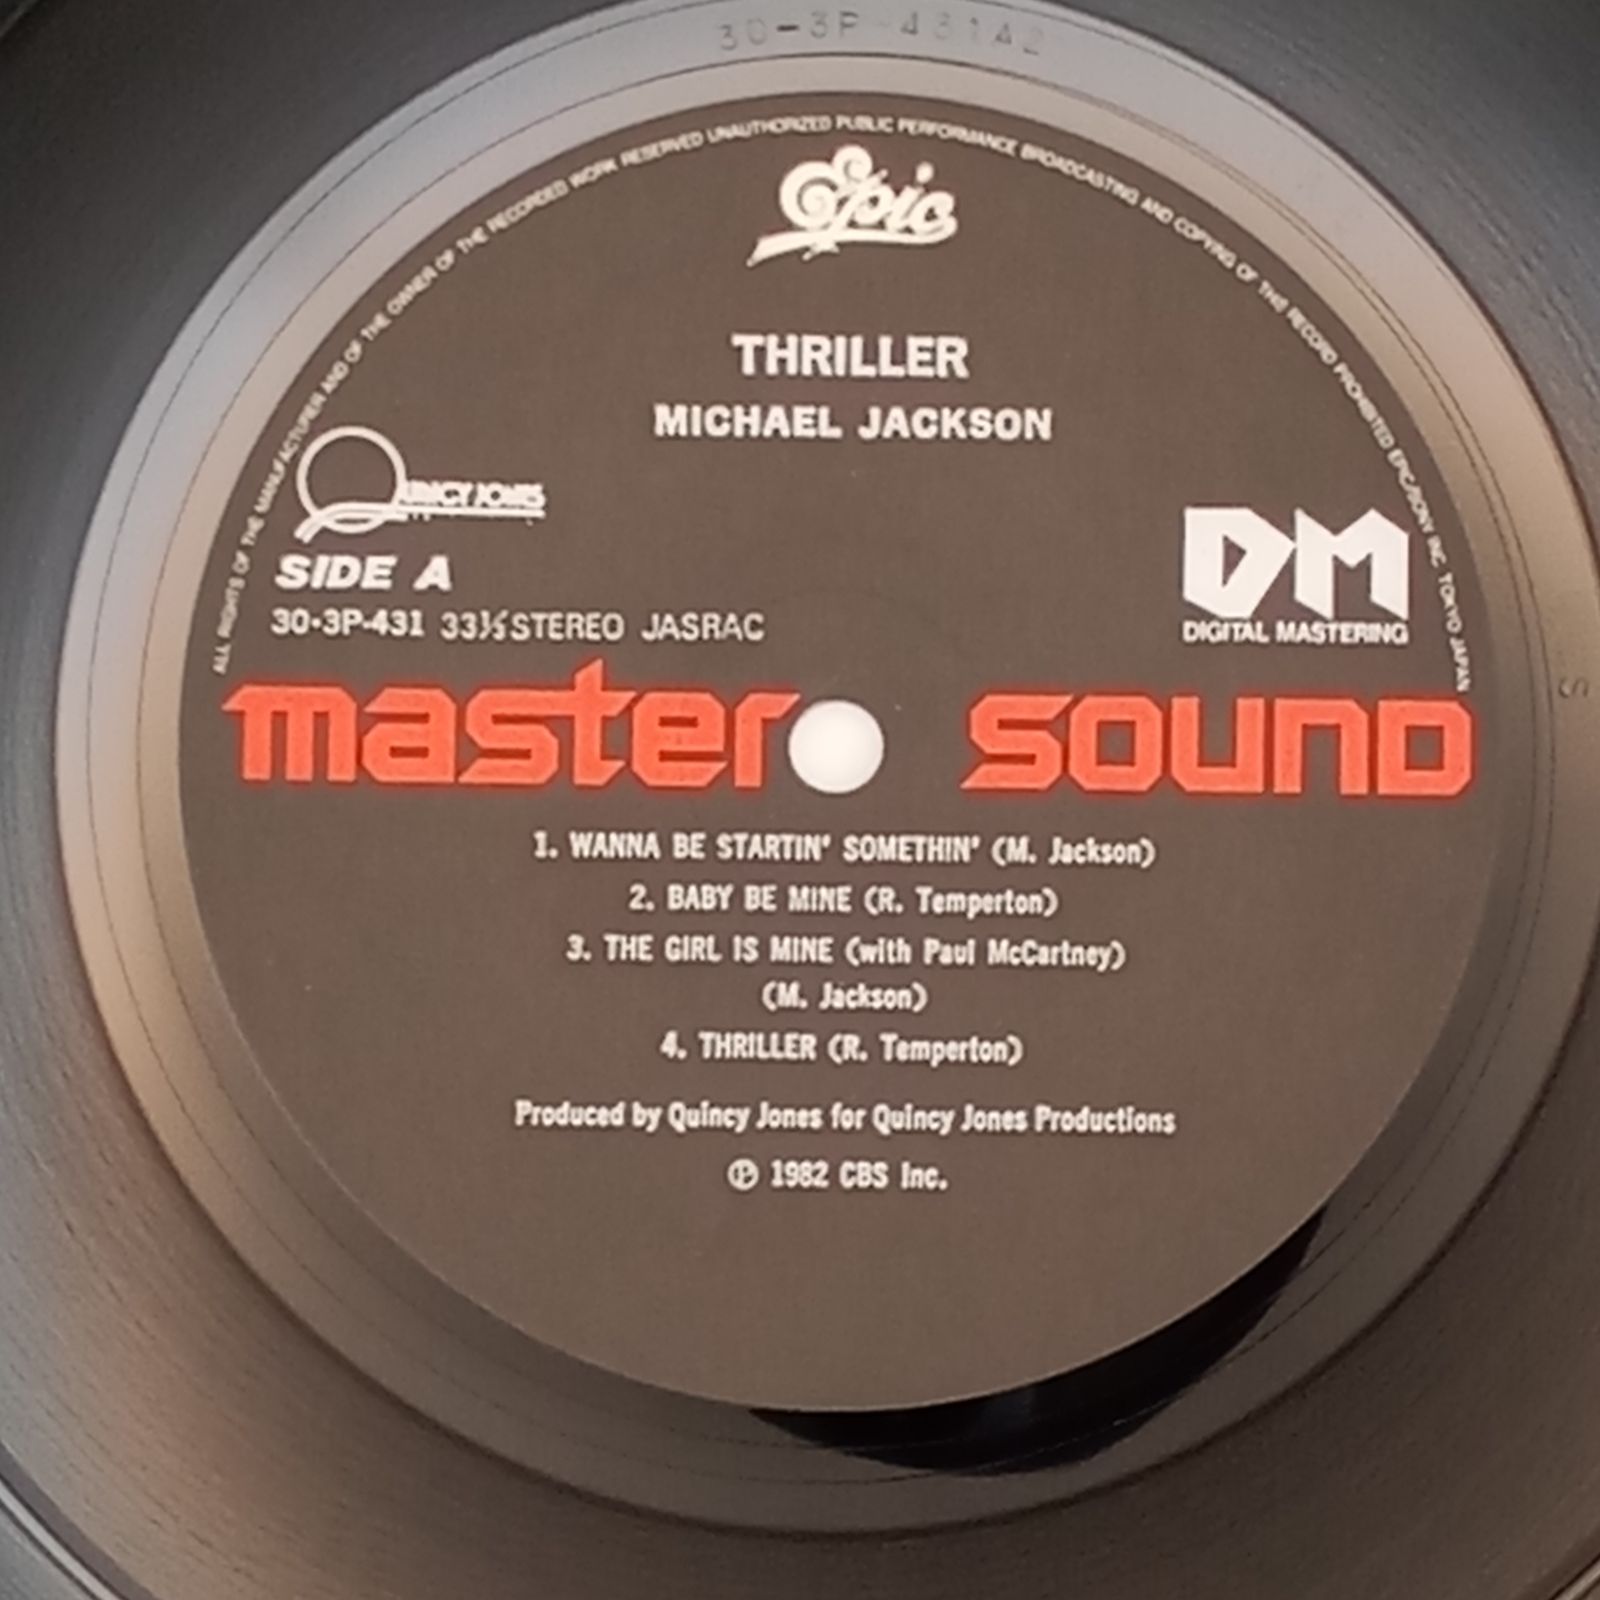 30-3P-431A2
ALL RIGHTS OF THE MANUFACTURER AND OF THE OWNER OF THE RECORDED WORK RESERVED UNAUTHORIZED PUBLIC PERFORMANCE BROADCASTING AND COPYING OF THIS RECORD PROHIBITED EPIC/SONY INC. TOKYO JAPAN
Epic
THRILLER
MICHAEL JACKSON
QUINCY JONES
SIDE A
30·3P-431 33⅓ STEREO JASRAC
DM
DIGITAL MASTERING
master sound
1. WANNA BE STARTIN' SOMETHIN' (M. Jackson)
2. BABY BE MINE (R. Temperton)
3. THE GIRL IS MINE (with Paul McCartney)
(M. Jackson)
4. THRILLER (R. Temperton)
Produced by Quincy Jones for Quincy Jones Productions
℗ 1982 CBS Inc.